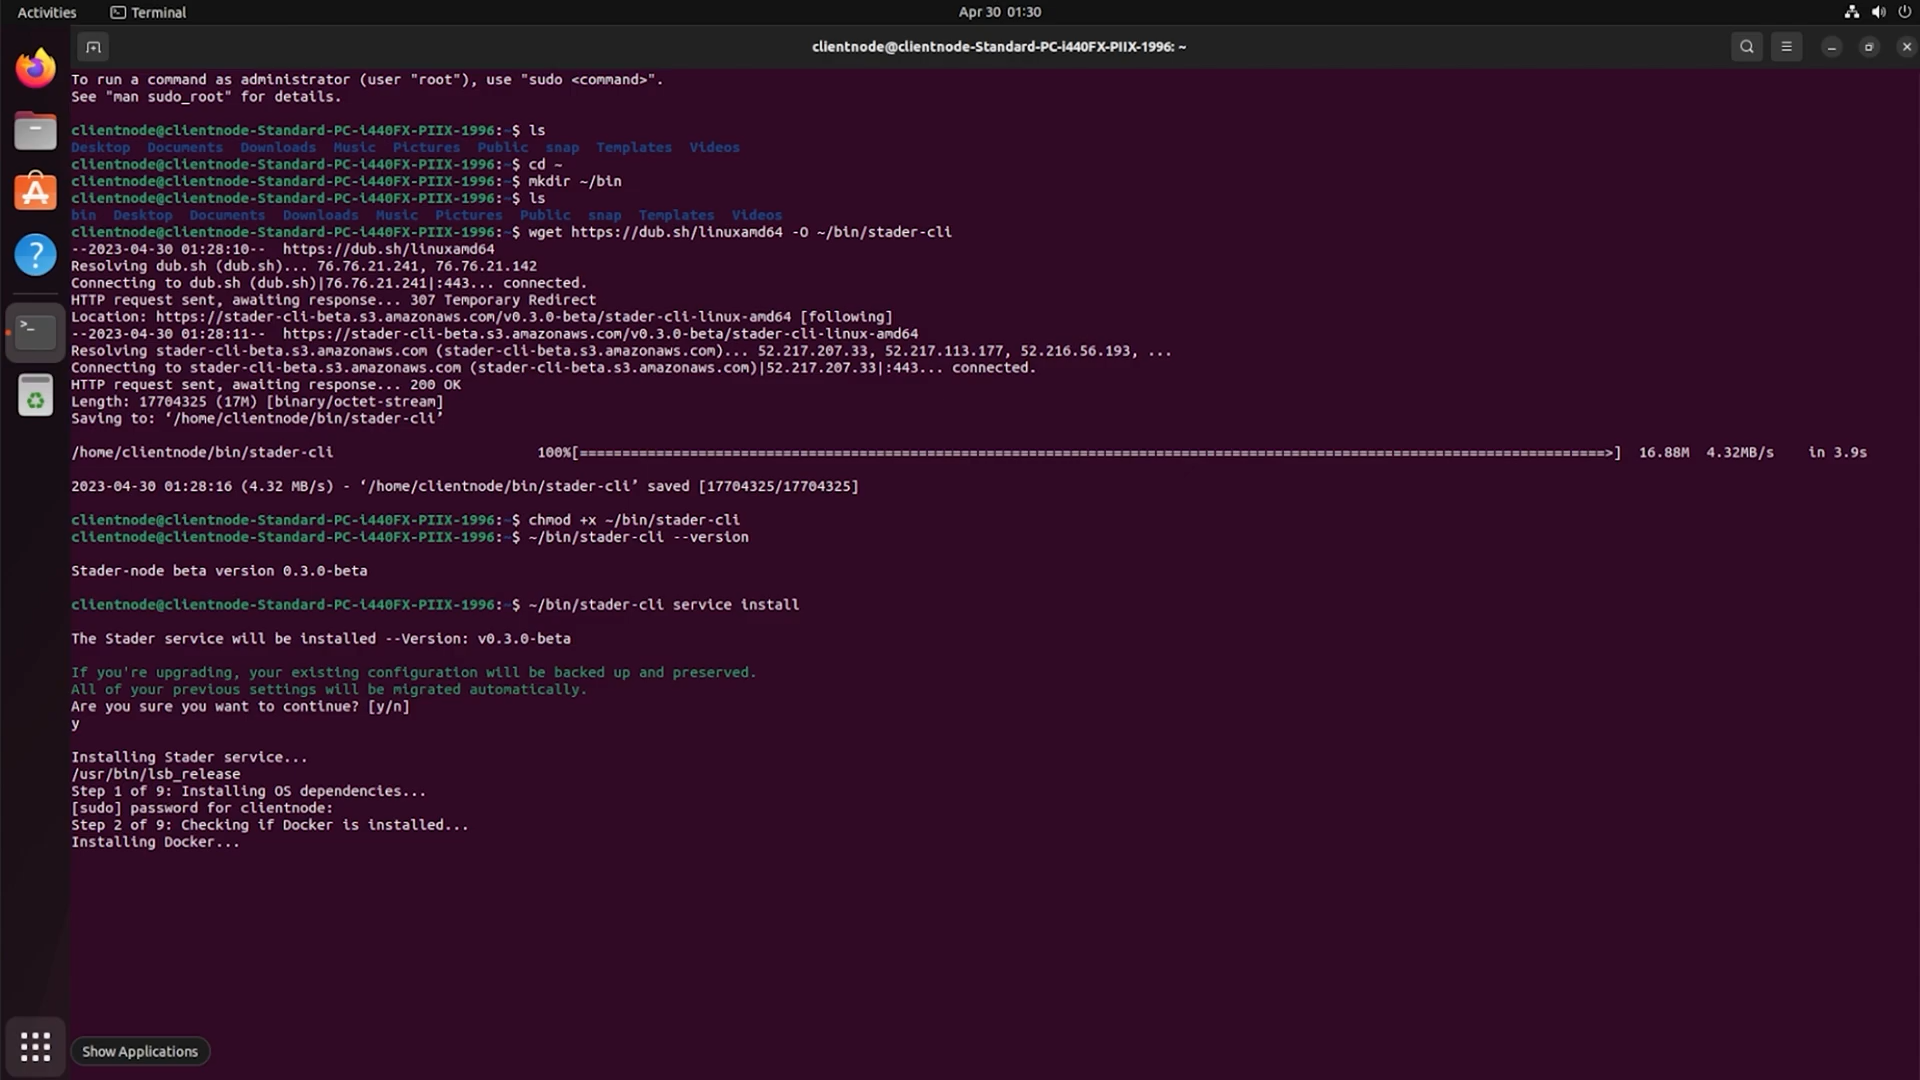 Activities Terminal Apr 30 01:30
clientnode@clientnode-Standard-PC-i440FX-PIIX-1996: ~
To run a command as administrator (user "root"), use "sudo <command>".
See "man sudo_root" for details.
clientnode@clientnode-Standard-PC-i440FX-PIIX-1996:~$ ls
Desktop Documents Downloads Music Pictures Public snap Templates Videos
clientnode@clientnode-Standard-PC-i440FX-PIIX-1996:~$ cd ~
clientnode@clientnode-Standard-PC-i440FX-PIIX-1996:~$ mkdir ~/bin
clientnode@clientnode-Standard-PC-i440FX-PIIX-1996:~$ ls
bin Desktop Documents Downloads Music Pictures Public snap Templates Videos
clientnode@clientnode-Standard-PC-i440FX-PIIX-1996:~$ wget https://dub.sh/linuxamd64 -O ~/bin/stader-cli
--2023-04-30 01:28:10-- https://dub.sh/linuxamd64
Resolving dub.sh (dub.sh)... 76.76.21.241, 76.76.21.142
Connecting to dub.sh (dub.sh)|76.76.21.241|:443... connected.
HTTP request sent, awaiting response... 307 Temporary Redirect
Location: https://stader-cli-beta.s3.amazonaws.com/v0.3.0-beta/stader-cli-linux-amd64 [following]
--2023-04-30 01:28:11-- https://stader-cli-beta.s3.amazonaws.com/v0.3.0-beta/stader-cli-linux-amd64
Resolving stader-cli-beta.s3.amazonaws.com (stader-cli-beta.s3.amazonaws.com)... 52.217.207.33, 52.217.113.177, 52.216.56.193, ...
Connecting to stader-cli-beta.s3.amazonaws.com (stader-cli-beta.s3.amazonaws.com)|52.217.207.33|:443... connected.
HTTP request sent, awaiting response... 200 OK
Length: 17704325 (17M) [binary/octet-stream]
Saving to: ‘/home/clientnode/bin/stader-cli’
/home/clientnode/bin/stader-cli 100%[=========================================================================================================================>] 16.88M 4.32MB/s in 3.9s
2023-04-30 01:28:16 (4.32 MB/s) - ‘/home/clientnode/bin/stader-cli’ saved [17704325/17704325]
clientnode@clientnode-Standard-PC-i440FX-PIIX-1996:~$ chmod +x ~/bin/stader-cli
clientnode@clientnode-Standard-PC-i440FX-PIIX-1996:~$ ~/bin/stader-cli --version
Stader-node beta version 0.3.0-beta
clientnode@clientnode-Standard-PC-i440FX-PIIX-1996:~$ ~/bin/stader-cli service install
The Stader service will be installed --Version: v0.3.0-beta
If you're upgrading, your existing configuration will be backed up and preserved.
All of your previous settings will be migrated automatically.
Are you sure you want to continue? [y/n]
y
Installing Stader service...
/usr/bin/lsb_release
Step 1 of 9: Installing OS dependencies...
[sudo] password for clientnode:
Step 2 of 9: Checking if Docker is installed...
Installing Docker...
Show Applications